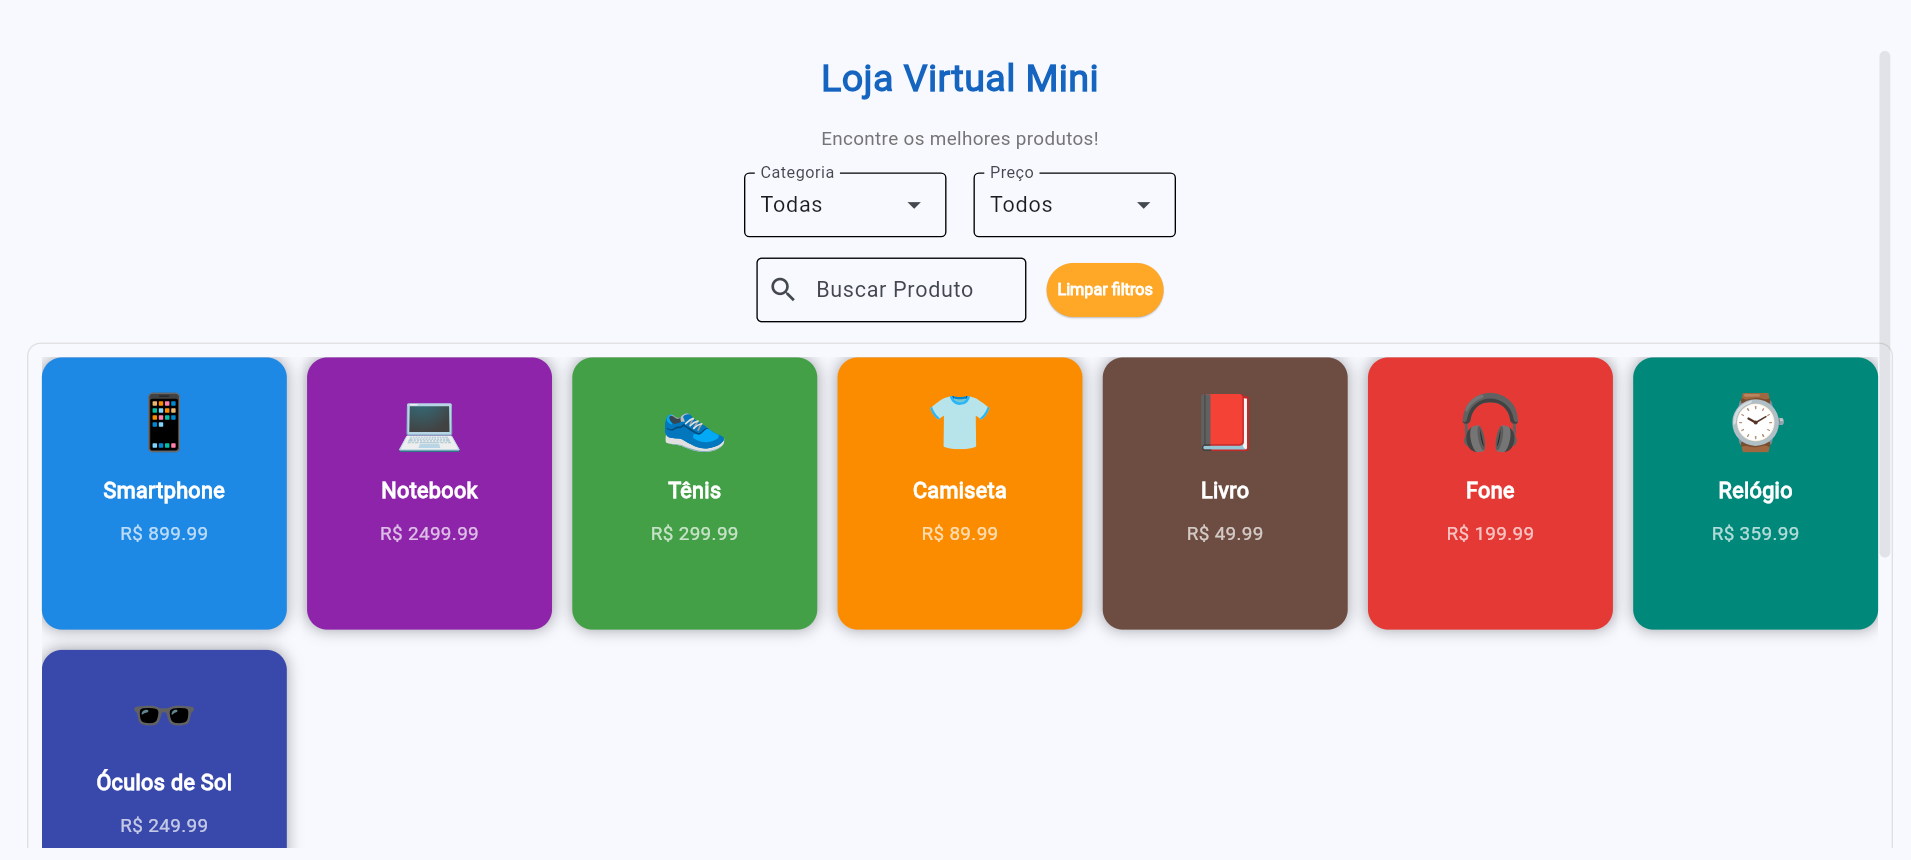 Loja Virtual Mini
Encontre os melhores produtos!
Categoria
Todas
Preço
Todos
Buscar Produto
Limpar filtros
Smartphone
R$ 899.99
Notebook
R$ 2499.99
Tênis
R$ 299.99
Camiseta
R$ 89.99
Livro
R$ 49.99
Fone
R$ 199.99
Relógio
R$ 359.99
Óculos de Sol
R$ 249.99